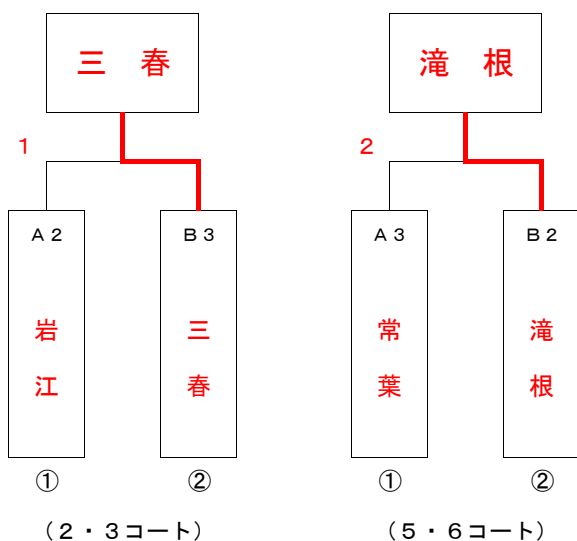 三　春
滝　根
１
２
Ａ２
Ｂ３
Ａ３
Ｂ２
岩江
三春
常葉
滝根
①
②
①
②
（２・３コート）
（５・６コート）